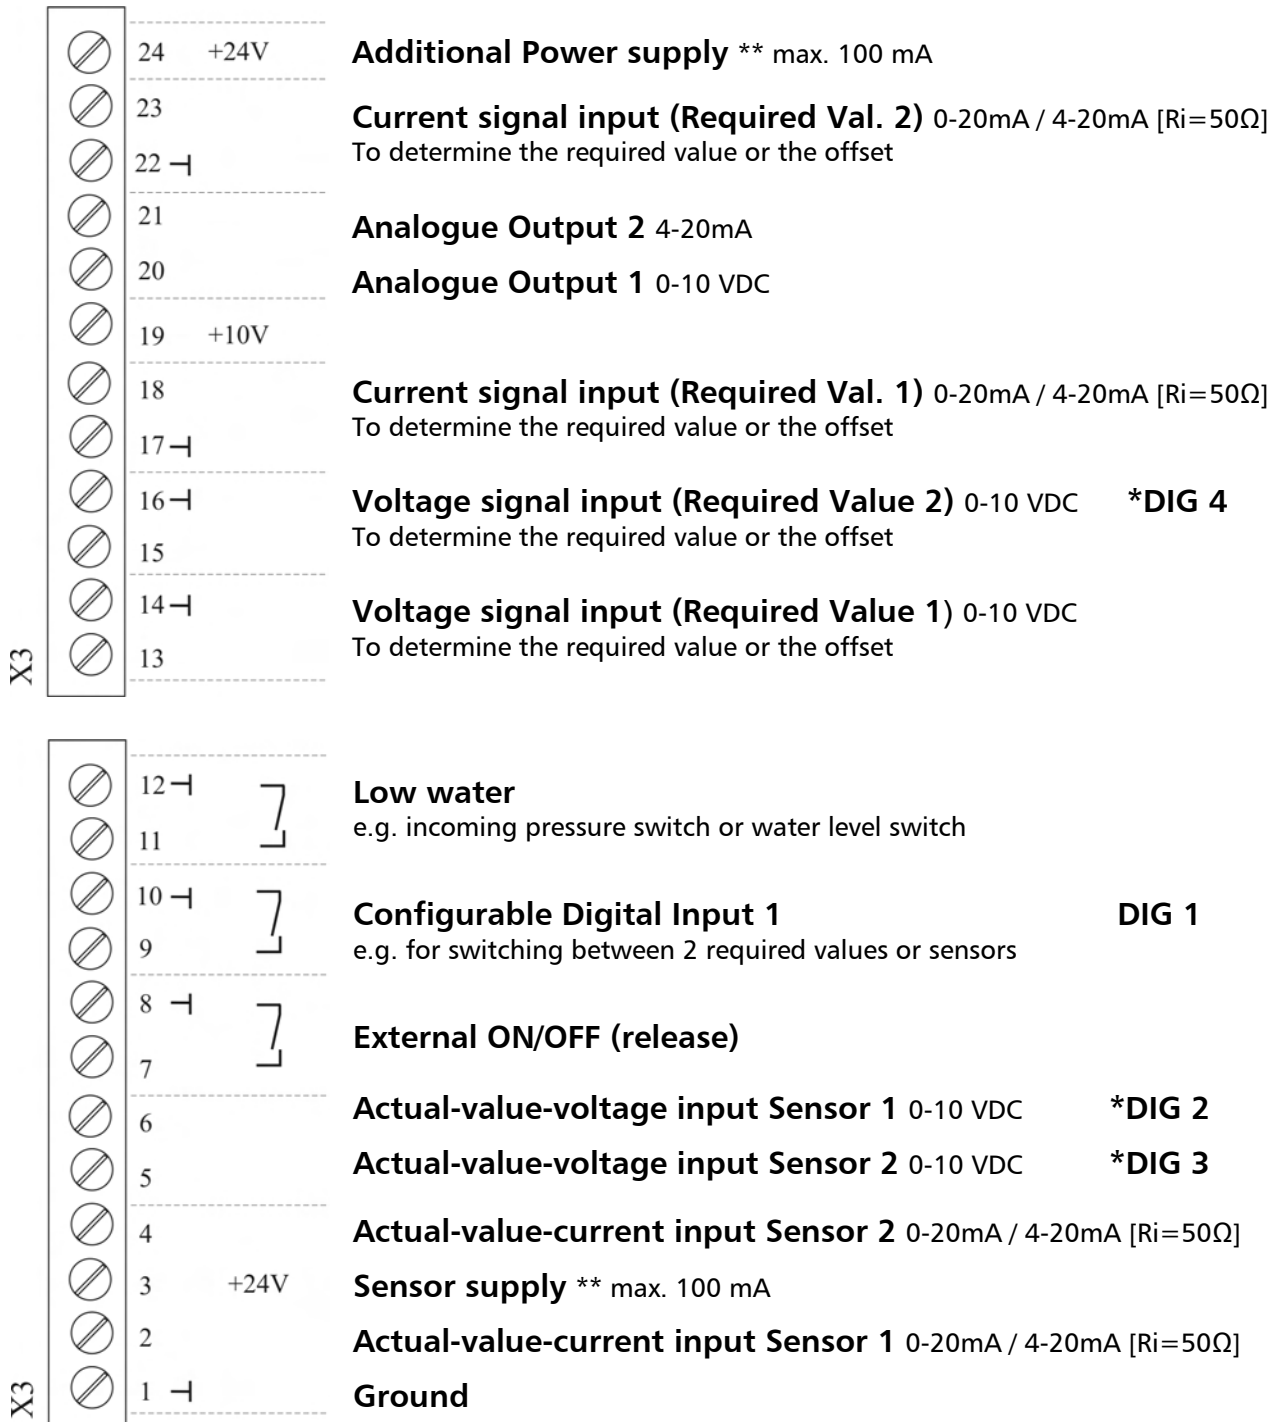 24 +24V Additional Power supply ** max. 100 mA
23 Current signal input (Required Val. 2) 0-20mA / 4-20mA [Ri=50Ω]
22 To determine the required value or the offset
21 Analogue Output 2 4-20mA
20 Analogue Output 1 0-10 VDC
19 +10V
18 Current signal input (Required Val. 1) 0-20mA / 4-20mA [Ri=50Ω]
17 To determine the required value or the offset
16 Voltage signal input (Required Value 2) 0-10 VDC *DIG 4
15 To determine the required value or the offset
14 Voltage signal input (Required Value 1) 0-10 VDC
13 To determine the required value or the offset
X3
12 Low water
11 e.g. incoming pressure switch or water level switch
10 Configurable Digital Input 1 DIG 1
9 e.g. for switching between 2 required values or sensors
8
7 External ON/OFF (release)
6 Actual-value-voltage input Sensor 1 0-10 VDC *DIG 2
5 Actual-value-voltage input Sensor 2 0-10 VDC *DIG 3
4 Actual-value-current input Sensor 2 0-20mA / 4-20mA [Ri=50Ω]
3 +24V Sensor supply ** max. 100 mA
2 Actual-value-current input Sensor 1 0-20mA / 4-20mA [Ri=50Ω]
1 Ground
X3